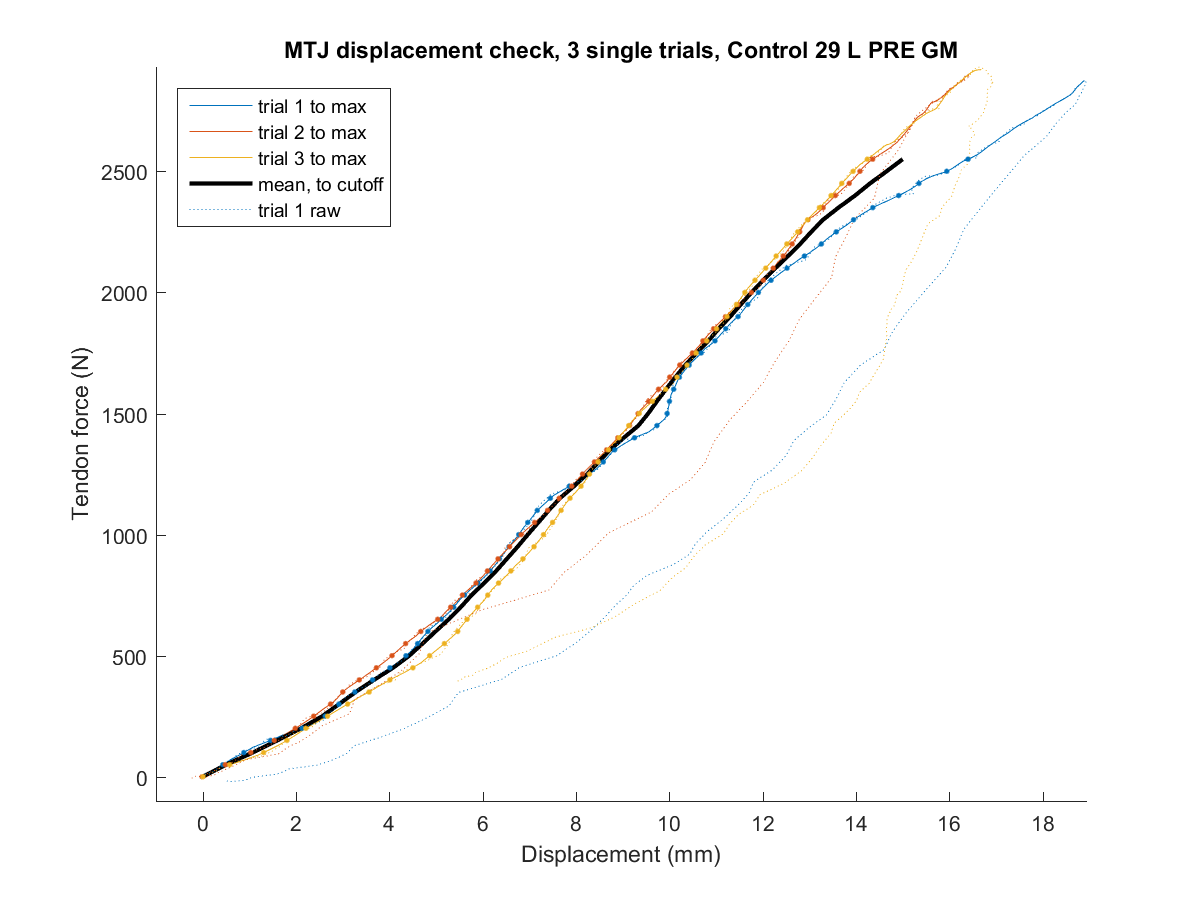 MTJ displacement check, 3 single trials, Control 29 L PRE GM
trial 1 to max
trial 2 to max
trial 3 to max
mean, to cutoff
trial 1 raw
2500
2000
1500
1000
500
0
Tendon force (N)
0 2 4 6 8 10 12 14 16 18
Displacement (mm)